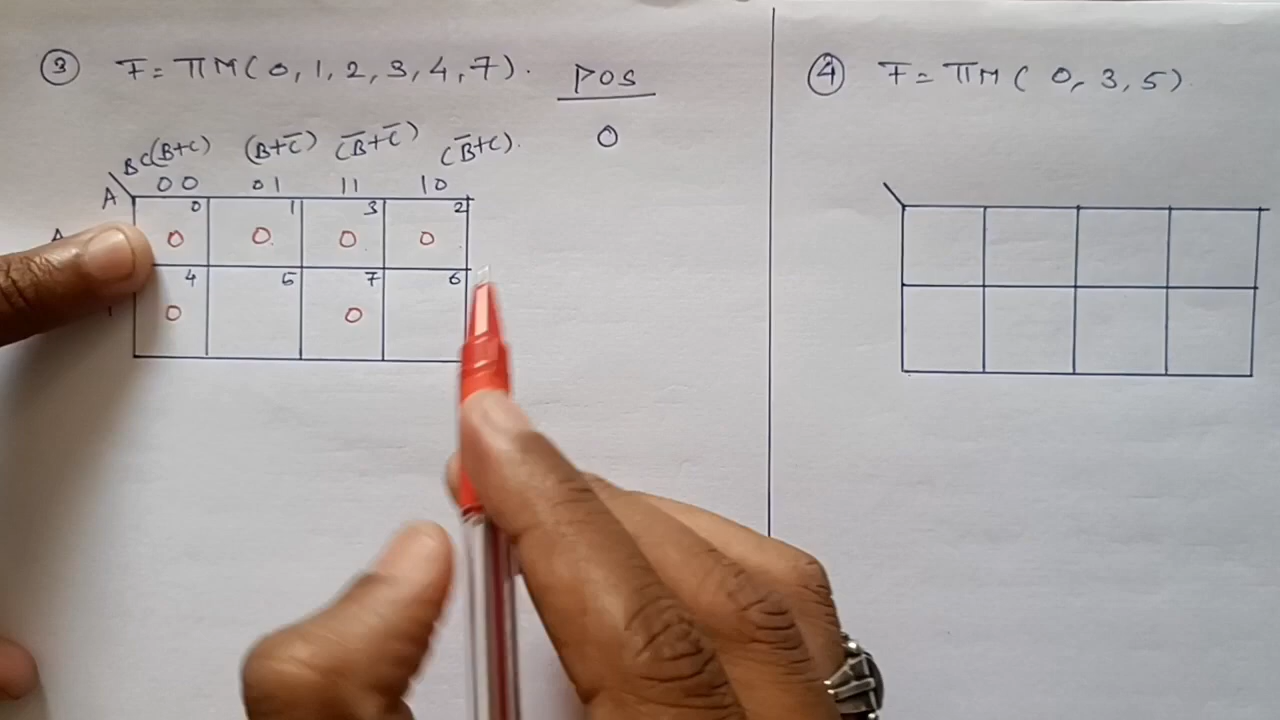 ③ F = πM(0, 1, 2, 3, 4, 7). POS
0
BC (B+C) (B+C̅) (B̅+C̅) (B̅+C).
A 00 01 11 10
0 1 3 2
0 0 0 0
4 5 7 6
0 0
④ F = πM(0, 3, 5)